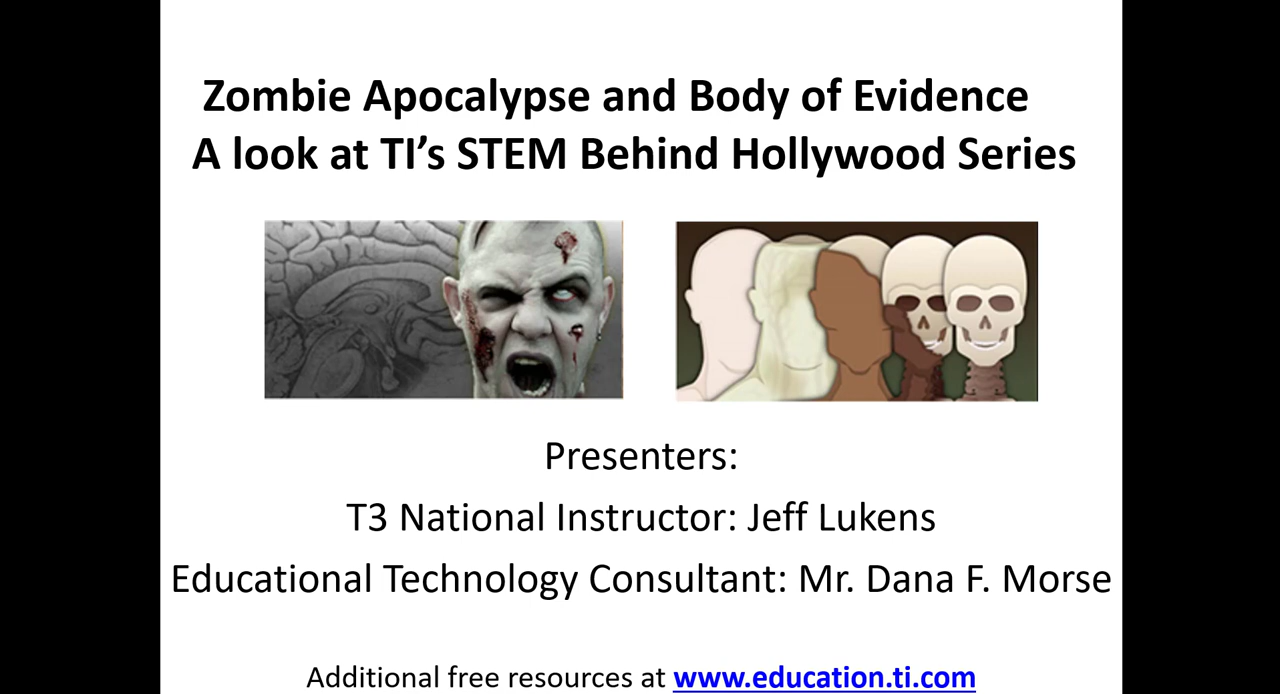 Zombie Apocalypse and Body of Evidence
A look at TI’s STEM Behind Hollywood Series
Presenters:
T3 National Instructor: Jeff Lukens
Educational Technology Consultant: Mr. Dana F. Morse
Additional free resources at www.education.ti.com